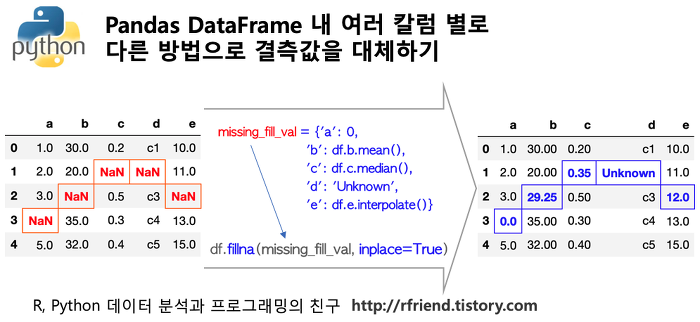 python
Pandas DataFrame 내 여러 칼럼 별로
다른 방법으로 결측값을 대체하기
a b c d e
0 1.0 30.0 0.2 c1 10.0
1 2.0 20.00 NaN NaN 11.0
2 3.0 NaN 0.5 c3 NaN
3 NaN 35.0 0.3 c4 13.0
4 5.0 32.0 0.4 c5 15.0
missing_fill_val = {'a': 0,
'b': df.b.mean(),
'c': df.c.median(),
'd': 'Unknown',
'e': df.e.interpolate()}
df.fillna(missing_fill_val, inplace=True)
a b c d e
0 1.0 30.00 0.20 c1 10.0
1 2.0 20.00 0.35 Unknown 11.0
2 3.0 29.25 0.50 c3 12.0
3 0.0 35.00 0.30 c4 13.0
4 5.0 32.00 0.40 c5 15.0
R, Python 데이터 분석과 프로그래밍의 친구 http://rfriend.tistory.com